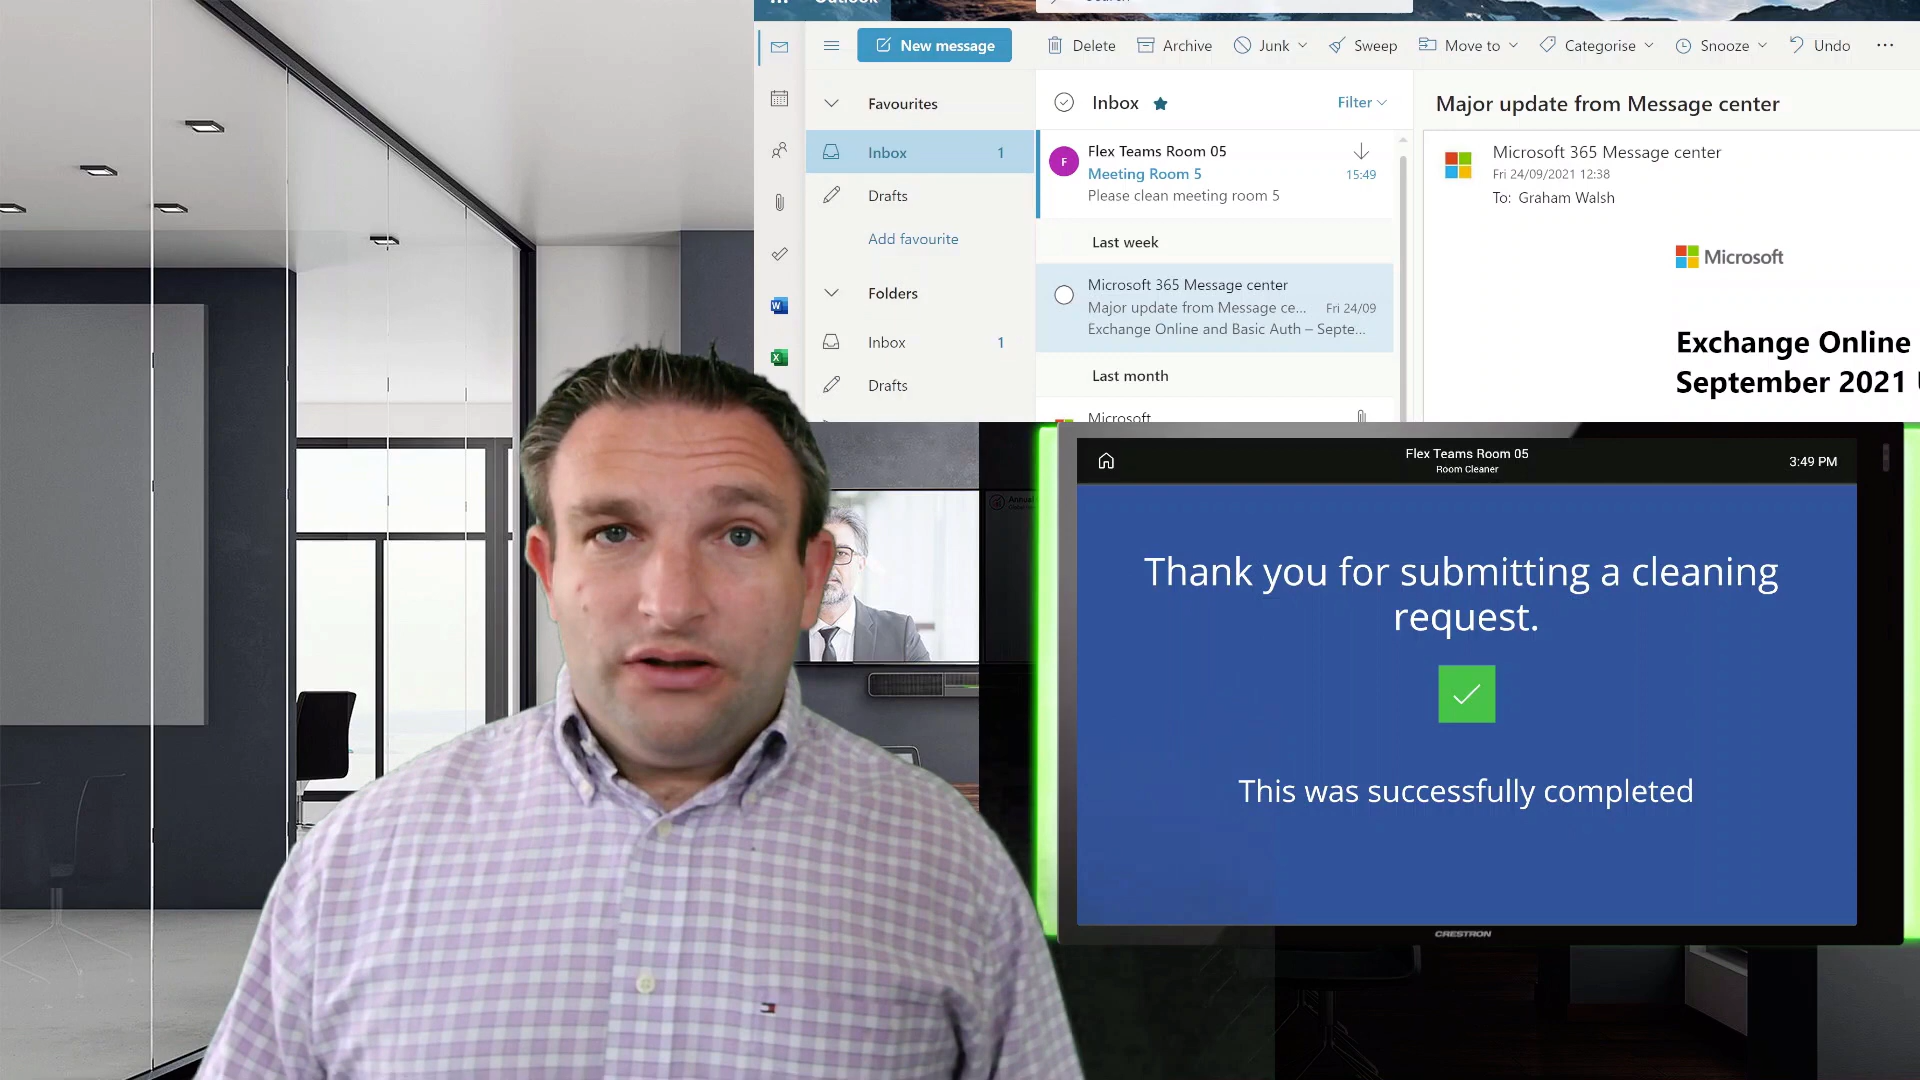 New message
Delete
Archive
Junk
Sweep
Move to
Categorise
Snooze
Undo
Favourites
Inbox 1
Drafts
Add favourite
Folders
Inbox 1
Drafts
Inbox
Filter
F
Flex Teams Room 05
Meeting Room 5 15:49
Please clean meeting room 5
Last week
Microsoft 365 Message center
Major update from Message ce... Fri 24/09
Exchange Online and Basic Auth – Septe...
Last month
Microsoft
Major update from Message center
Microsoft 365 Message center
Fri 24/09/2021 12:38
To: Graham Walsh
Microsoft
Exchange Online
September 2021
Flex Teams Room 05
Room Cleaner
3:49 PM
Thank you for submitting a cleaning
request.
This was successfully completed
CRESTRON